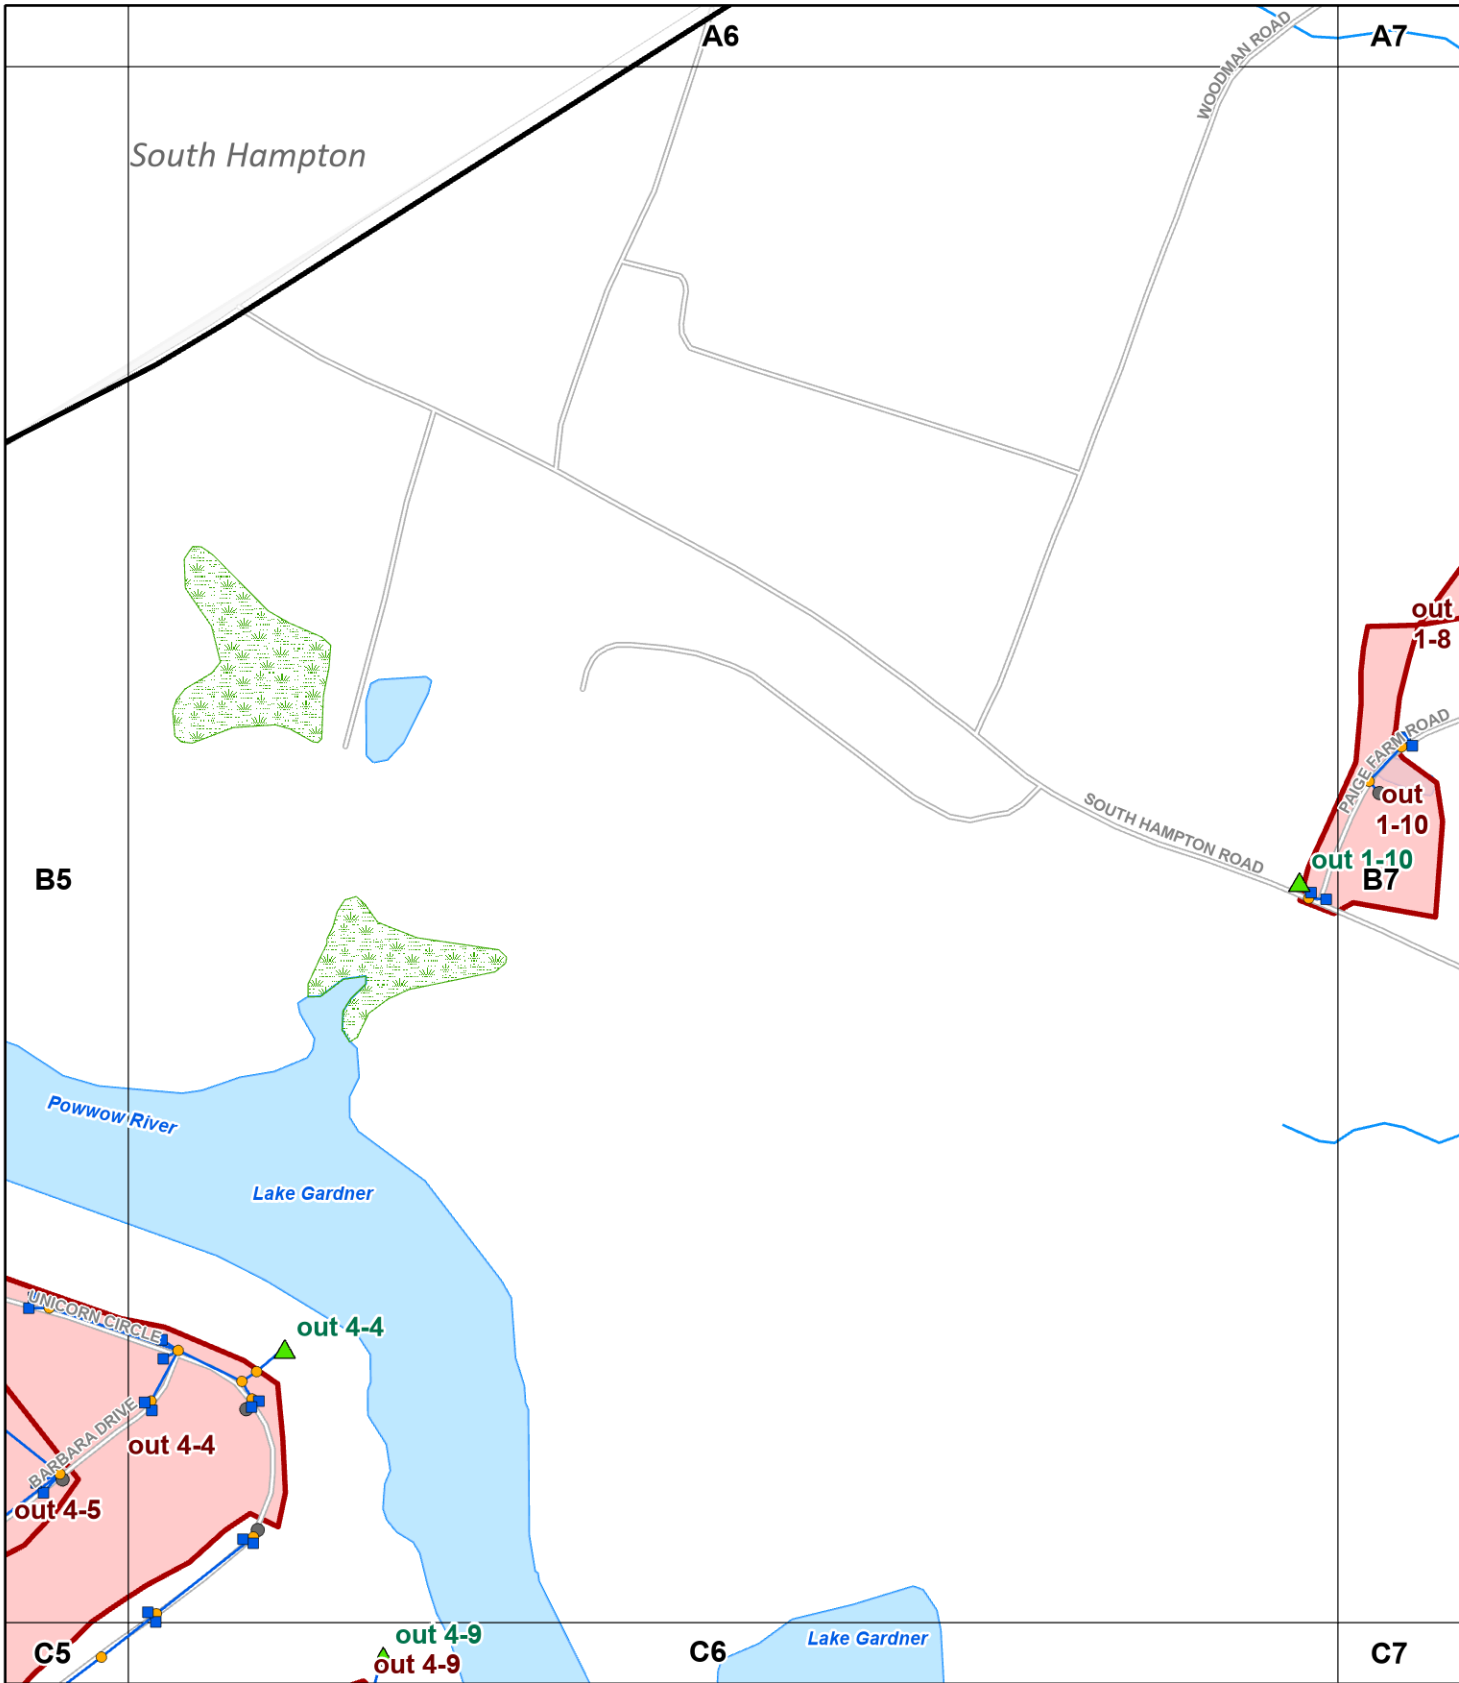 A6
A7
WOODMAN ROAD
South Hampton
out
1-8
PAIGE FARM ROAD
out
1-10
SOUTH HAMPTON ROAD
out 1-10
B5
B7
Powwow River
Lake Gardner
UNICORN CIRCLE
out 4-4
BARBARA DRIVE
out 4-4
out 4-5
out 4-9
Lake Gardner
C5
C6
C7
out 4-9